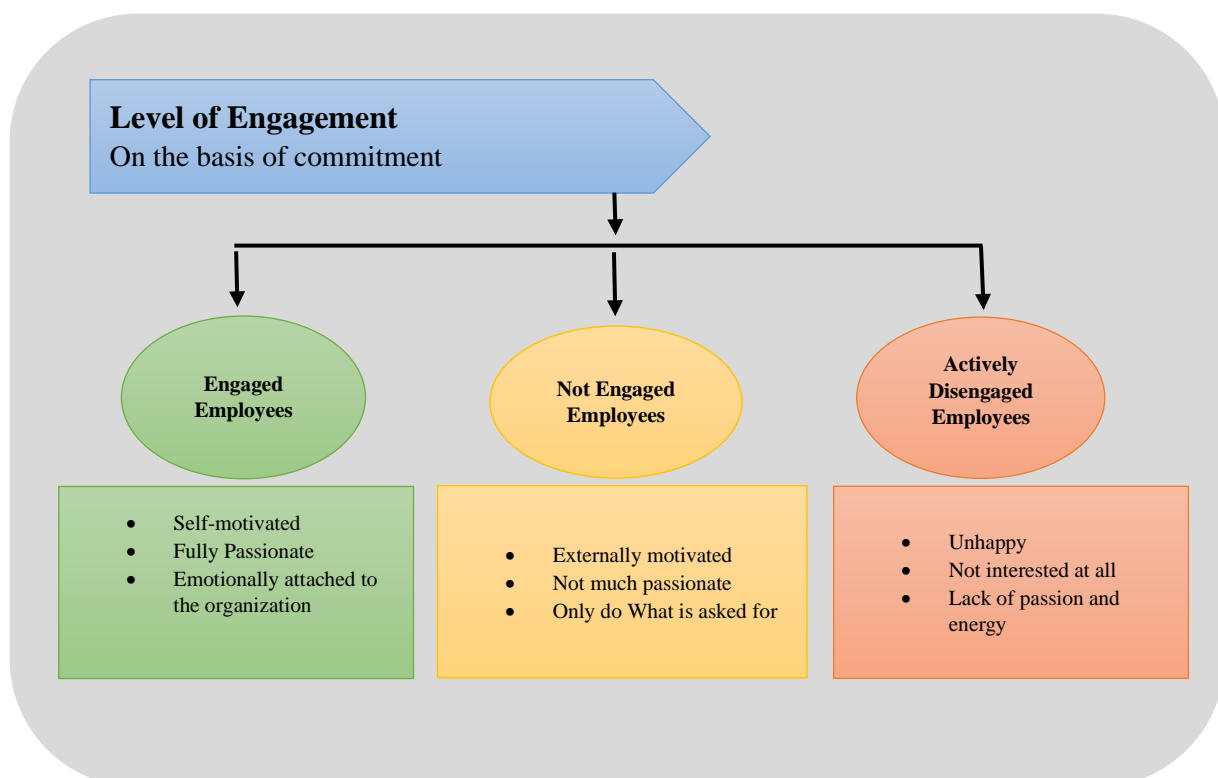 Level of Engagement
On the basis of commitment
Engaged
Employees
Not Engaged
Employees
Actively
Disengaged
Employees
• Self-motivated
• Fully Passionate
• Emotionally attached to
the organization
• Externally motivated
• Not much passionate
• Only do What is asked for
• Unhappy
• Not interested at all
• Lack of passion and
energy